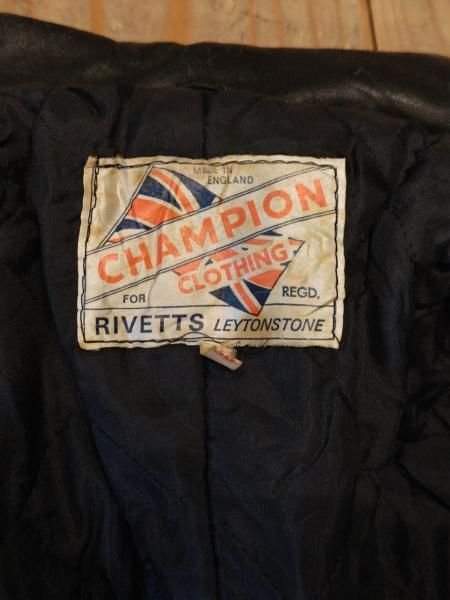 MADE IN
ENGLAND
CHAMPION
CLOTHING
FOR REGD.
RIVETTS LEYTONSTONE